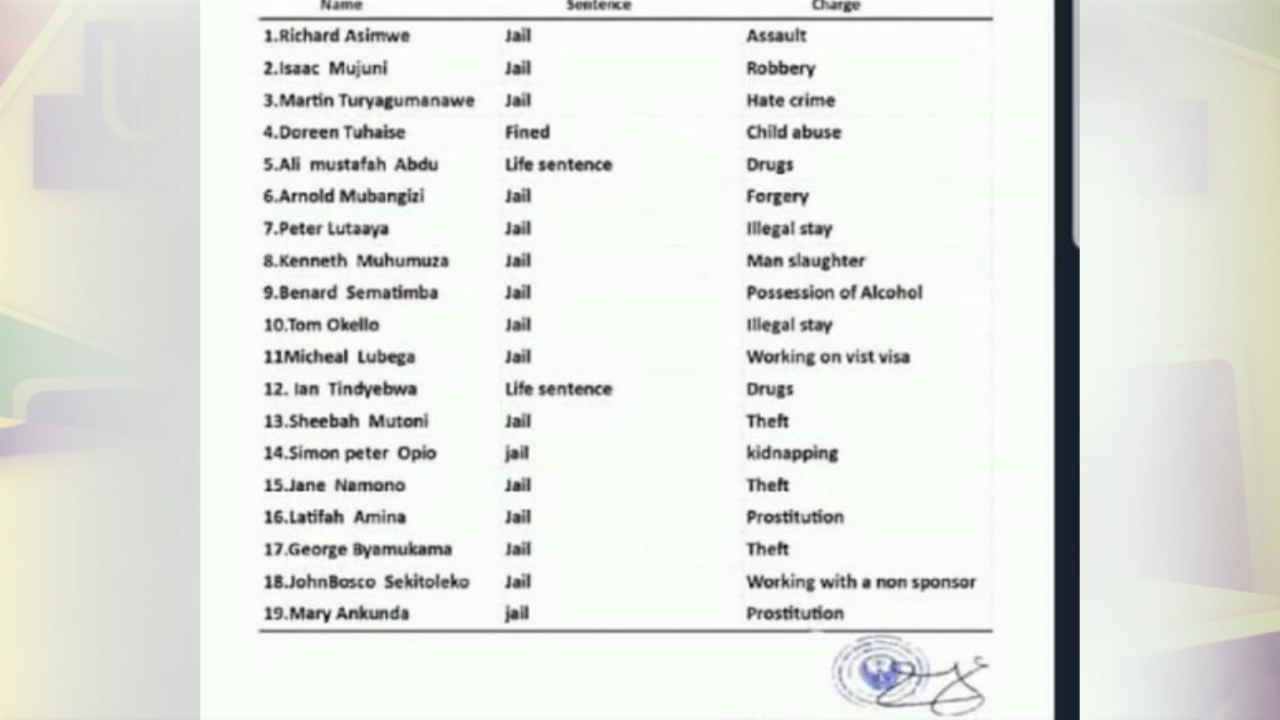 Name Sentence Charge
1.Richard Asimwe Jail Assault
2.Isaac Mujuni Jail Robbery
3.Martin Turyagumanawe Jail Hate crime
4.Doreen Tuhaise Fined Child abuse
5.Ali mustafah Abdu Life sentence Drugs
6.Arnold Mubangizi Jail Forgery
7.Peter Lutaaya Jail Illegal stay
8.Kenneth Muhumuza Jail Man slaughter
9.Benard Sematimba Jail Possession of Alcohol
10.Tom Okello Jail Illegal stay
11Micheal Lubega Jail Working on vist visa
12. Ian Tindyebwa Life sentence Drugs
13.Sheebah Mutoni Jail Theft
14.Simon peter Opio jail kidnapping
15.Jane Namono Jail Theft
16.Latifah Amina Jail Prostitution
17.George Byamukama Jail Theft
18.JohnBosco Sekitoleko Jail Working with a non sponsor
19.Mary Ankunda jail Prostitution